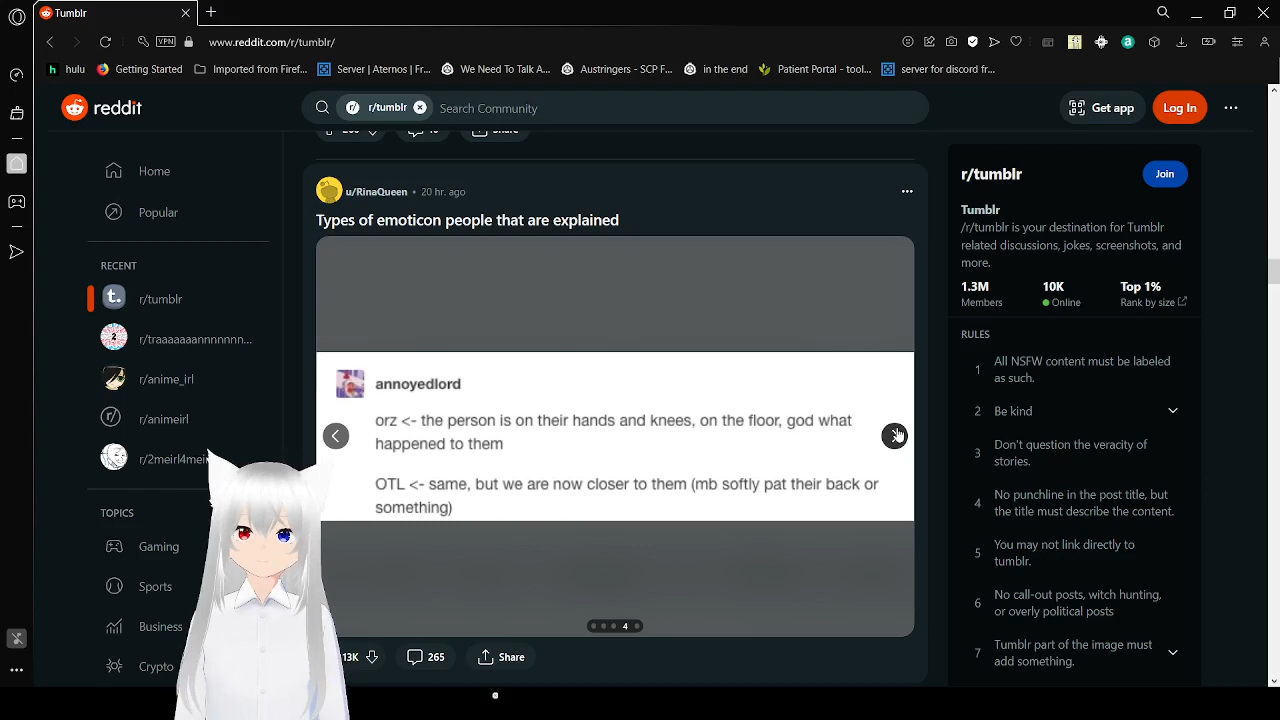 Tumblr
VPN
www.reddit.com/r/tumblr/
hulu
Getting Started
Imported from Firef...
Server | Aternos | Fr...
We Need To Talk A...
Austringers - SCP F...
in the end
Patient Portal - tool...
server for discord fr...
reddit
r/tumblr
Search Community
Get app
Log In
Share
Home
Popular
RECENT
r/tumblr
r/traaaaaaannnnnnn...
r/anime_irl
r/animeirl
r/2meirl4mei
TOPICS
Gaming
Sports
Business
Crypto
u/RinaQueen • 20 hr. ago
Types of emoticon people that are explained
annoyedlord
orz <- the person is on their hands and knees, on the floor, god what
happened to them
OTL <- same, but we are now closer to them (mb softly pat their back or
something)
4
13K
265
Share
r/tumblr
Join
Tumblr
/r/tumblr is your destination for Tumblr
related discussions, jokes, screenshots, and
more.
1.3M
10K
Top 1%
Members
Online
Rank by size
RULES
1 All NSFW content must be labeled
as such.
2 Be kind
3 Don't question the veracity of
stories.
4 No punchline in the post title, but
the title must describe the content.
5 You may not link directly to
tumblr.
6 No call-out posts, witch hunting,
or overly political posts
7 Tumblr part of the image must
add something.